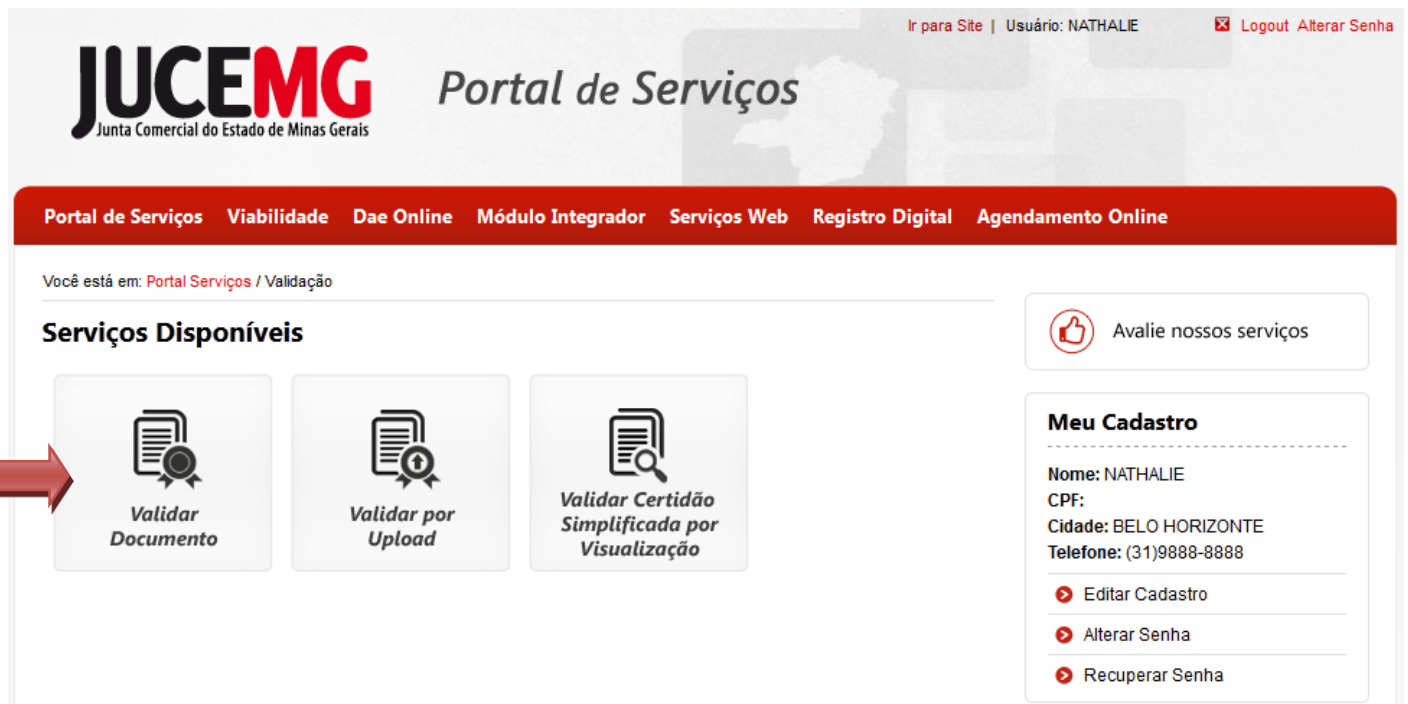 Ir para Site | Usuário: NATHALIE Logout Alterar Senha
JUCEMG
Junta Comercial do Estado de Minas Gerais
Portal de Serviços
Portal de Serviços Viabilidade Dae Online Módulo Integrador Serviços Web Registro Digital Agendamento Online
Você está em: Portal Serviços / Validação
Serviços Disponíveis
Validar
Documento
Validar por
Upload
Validar Certidão
Simplificada por
Visualização
Avalie nossos serviços
Meu Cadastro
Nome: NATHALIE
CPF:
Cidade: BELO HORIZONTE
Telefone: (31)9888-8888
Editar Cadastro
Alterar Senha
Recuperar Senha